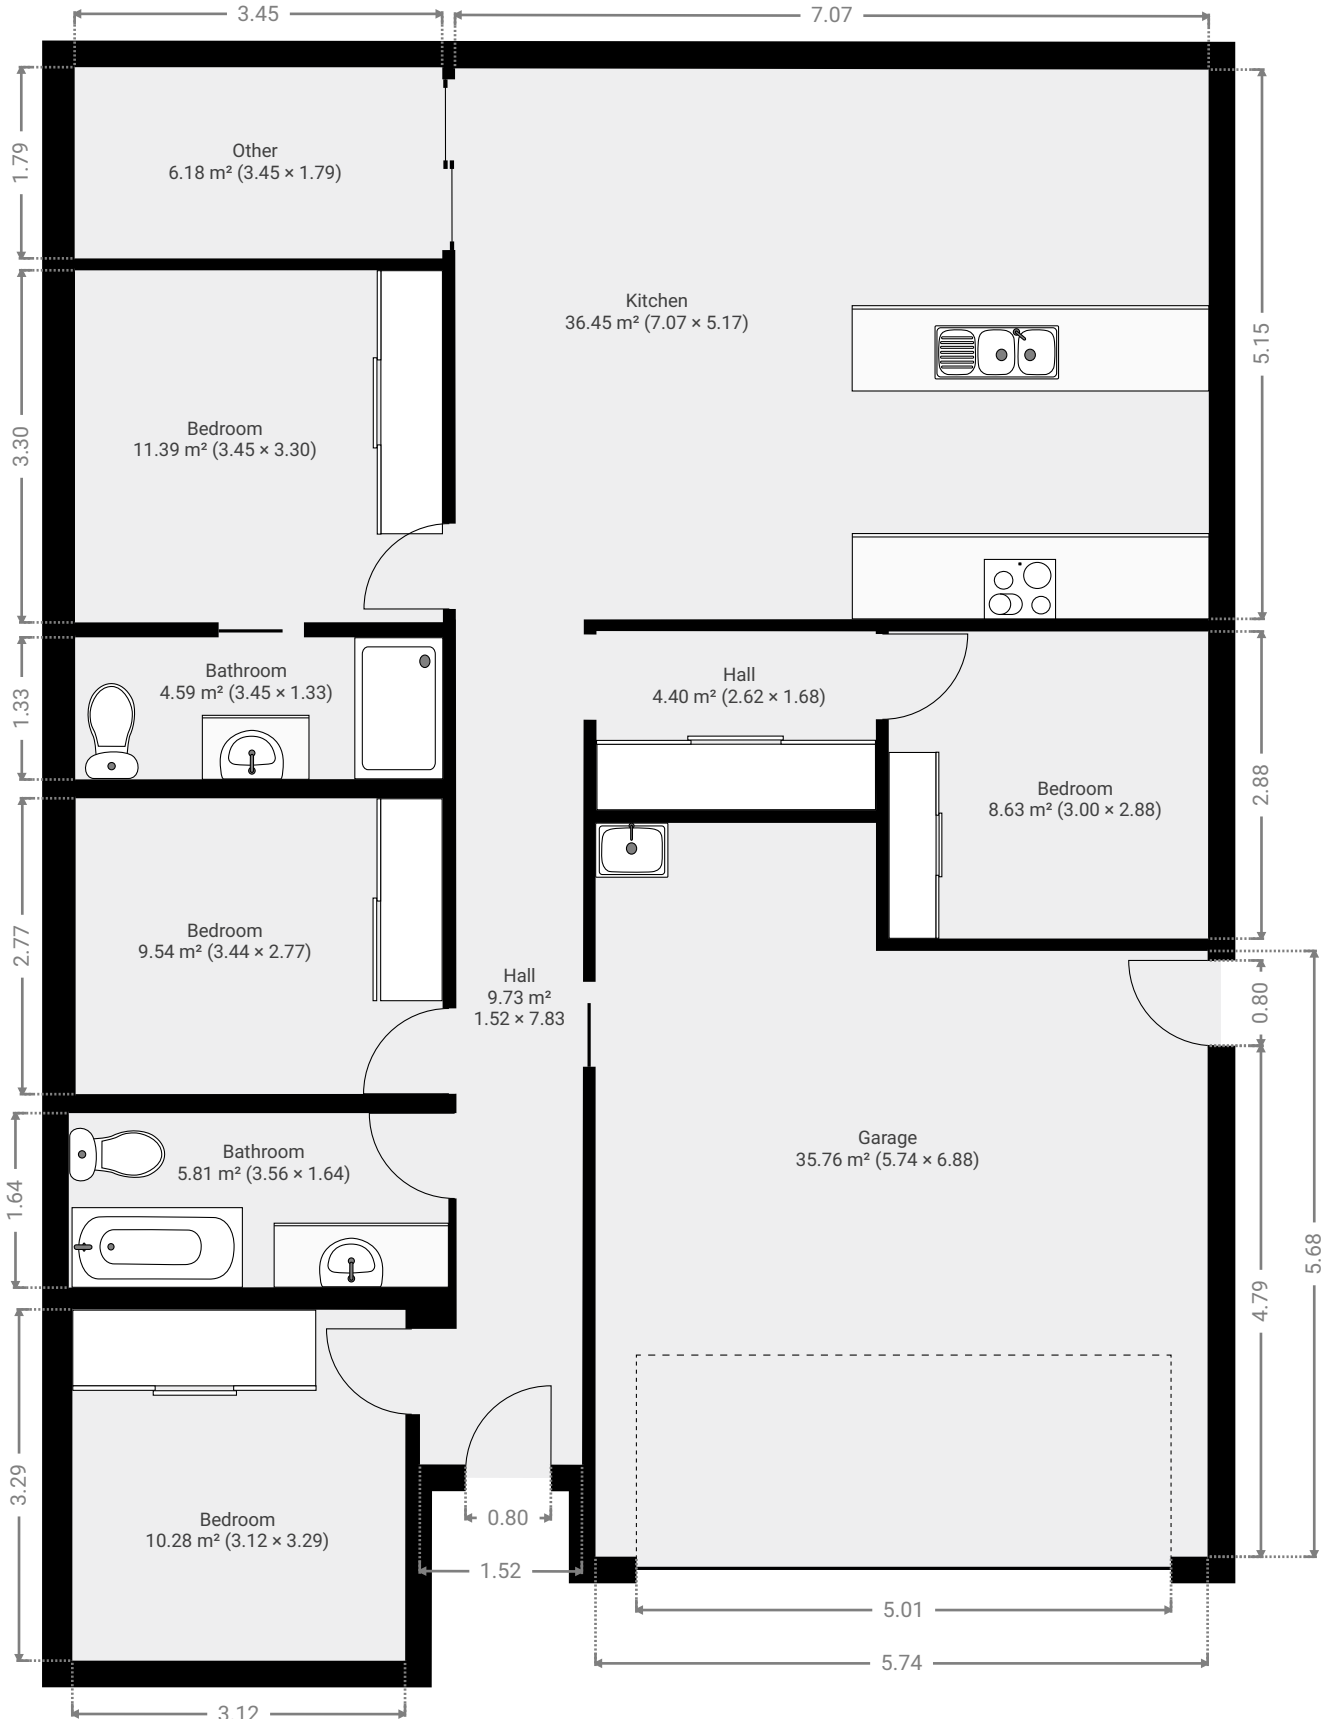 3.45
7.07
1.79
Other
6.18 m² (3.45 × 1.79)
Kitchen
36.45 m² (7.07 × 5.17)
5.15
3.30
Bedroom
11.39 m² (3.45 × 3.30)
1.33
Bathroom
4.59 m² (3.45 × 1.33)
Hall
4.40 m² (2.62 × 1.68)
Bedroom
8.63 m² (3.00 × 2.88)
2.88
2.77
Bedroom
9.54 m² (3.44 × 2.77)
Hall
9.73 m²
1.52 × 7.83
0.80
1.64
Bathroom
5.81 m² (3.56 × 1.64)
Garage
35.76 m² (5.74 × 6.88)
5.68
4.79
3.29
Bedroom
10.28 m² (3.12 × 3.29)
0.80
1.52
5.01
5.74
3.12